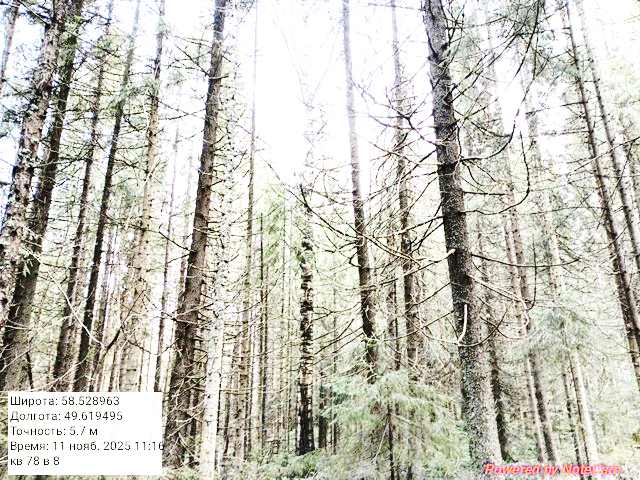 Широта: 58.528963
Долгота: 49.619495
Точность: 5.7 м
Время: 11 нояб. 2025 11:16
кв 78 в 8
Powered by NoteCam